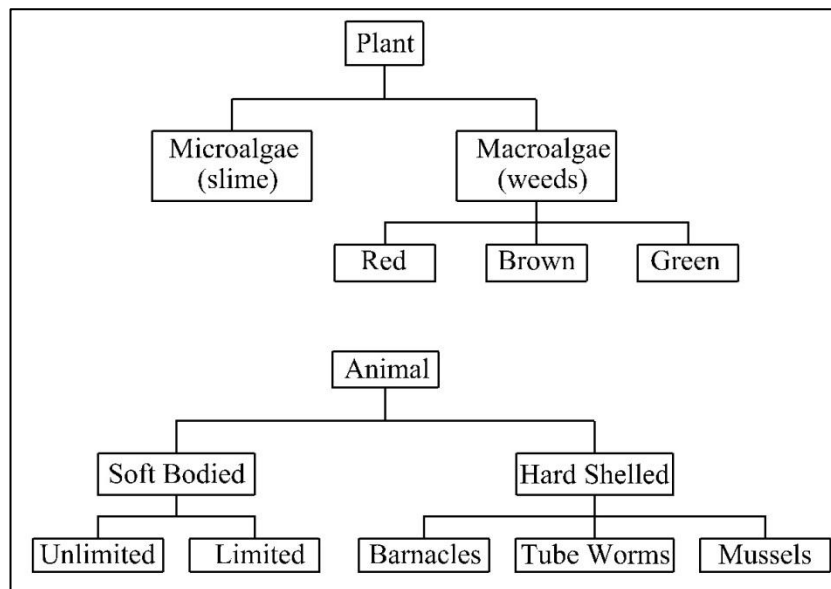 Plant
Microalgae
(slime)
Macroalgae
(weeds)
Red
Brown
Green
Animal
Soft Bodied
Hard Shelled
Unlimited
Limited
Barnacles
Tube Worms
Mussels